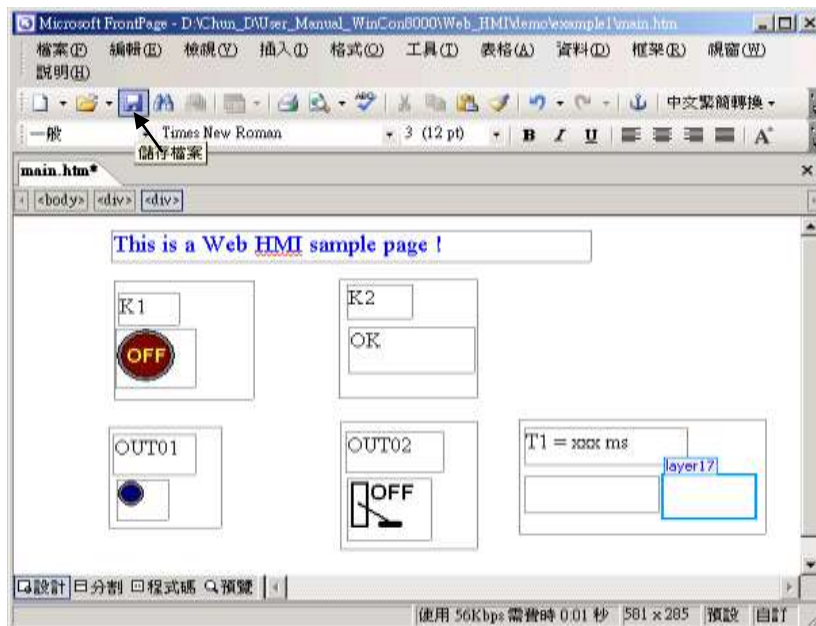 Microsoft FrontPage - D:\Chun_D\User_Manual_WinCon8000\Web_HMI\demo\example1\main.htm
檔案(F) 編輯(E) 檢視(V) 插入(I) 格式(O) 工具(T) 表格(A) 資料(D) 框架(R) 視窗(W)
說明(H)
中文繁簡轉換
一般 Times New Roman 3 (12 pt) B I U A
儲存檔案
main.htm*
<body> <div> <div>
This is a Web HMI sample page !
K1 K2
OFF OK
OUT01 OUT02 T1 = xxx ms
layer17
OFF
設計 分割 程式碼 預覽
使用 56Kbps 需費時 0:01 秒 581 x 285 預設 自訂